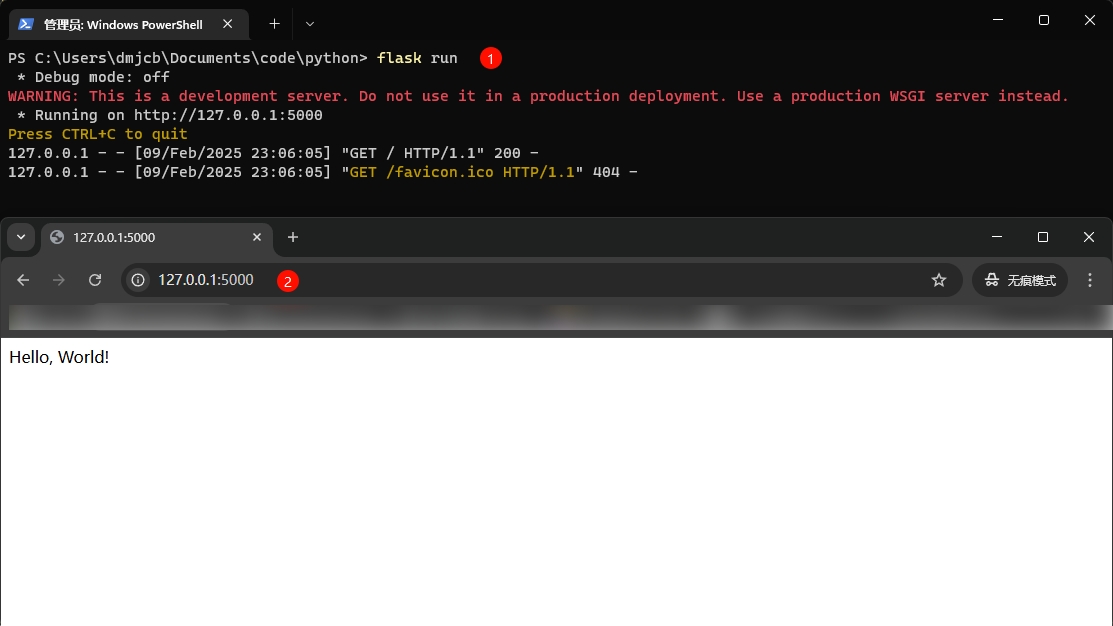 管理员: Windows PowerShell
PS C:\Users\dmjcb\Documents\code\python> flask run 1
 * Debug mode: off
WARNING: This is a development server. Do not use it in a production deployment. Use a production WSGI server instead.
 * Running on http://127.0.0.1:5000
Press CTRL+C to quit
127.0.0.1 - - [09/Feb/2025 23:06:05] "GET / HTTP/1.1" 200 -
127.0.0.1 - - [09/Feb/2025 23:06:05] "GET /favicon.ico HTTP/1.1" 404 -
127.0.0.1:5000
127.0.0.1:5000 2 无痕模式
Hello, World!